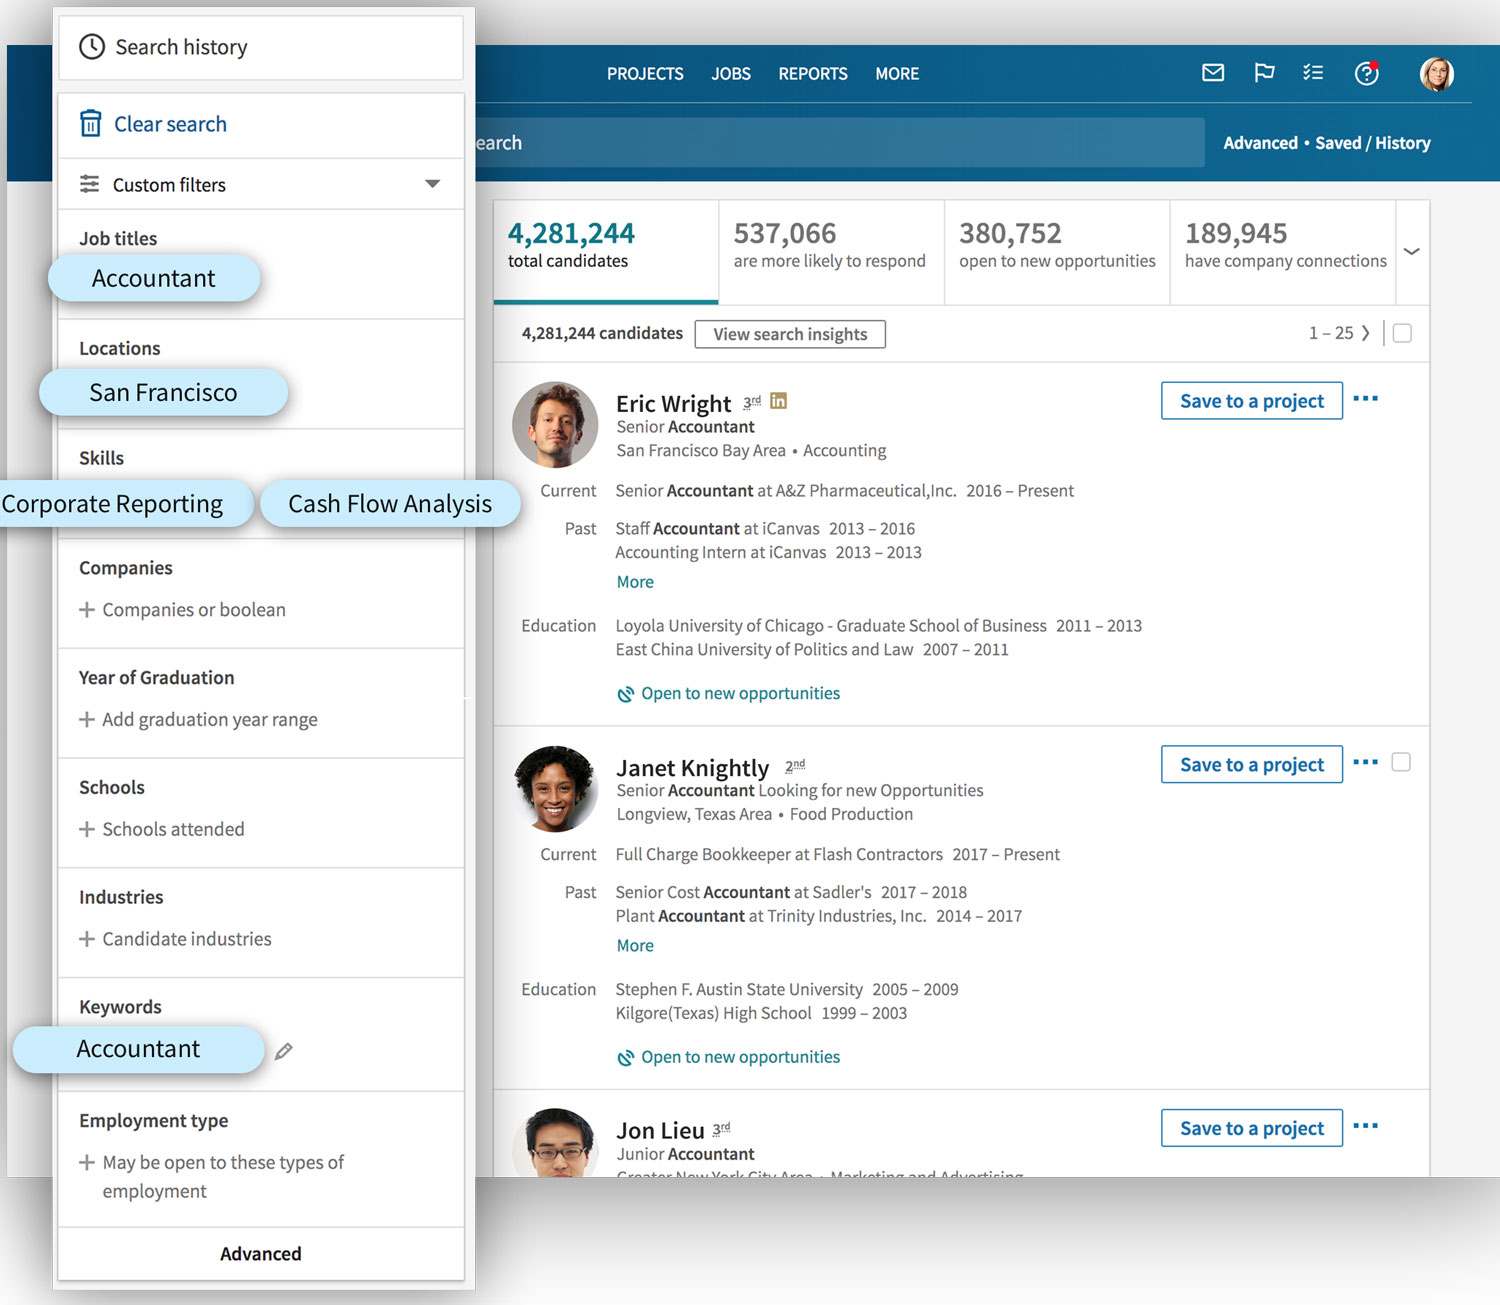 Search history
Clear search
Custom filters
Job titles
Accountant
Locations
San Francisco
Skills
Corporate Reporting
Cash Flow Analysis
Companies
Companies or boolean
Year of Graduation
Add graduation year range
Schools
Schools attended
Industries
Candidate industries
Keywords
Accountant
Employment type
May be open to these types of
employment
Advanced
PROJECTS JOBS REPORTS MORE
earch
Advanced • Saved / History
4,281,244
total candidates
537,066
are more likely to respond
380,752
open to new opportunities
189,945
have company connections
4,281,244 candidates View search insights 1 – 25
Eric Wright 3rd in
Save to a project
Senior Accountant
San Francisco Bay Area • Accounting
Current Senior Accountant at A&Z Pharmaceutical,Inc. 2016 – Present
Past Staff Accountant at iCanvas 2013 – 2016
Accounting Intern at iCanvas 2013 – 2013
More
Education Loyola University of Chicago - Graduate School of Business 2011 – 2013
East China University of Politics and Law 2007 – 2011
Open to new opportunities
Janet Knightly 2nd
Save to a project
Senior Accountant Looking for new Opportunities
Longview, Texas Area • Food Production
Current Full Charge Bookkeeper at Flash Contractors 2017 – Present
Past Senior Cost Accountant at Sadler's 2017 – 2018
Plant Accountant at Trinity Industries, Inc. 2014 – 2017
More
Education Stephen F. Austin State University 2005 – 2009
Kilgore(Texas) High School 1999 – 2003
Open to new opportunities
Jon Lieu 3rd
Save to a project
Junior Accountant
Greater New York City Area • Marketing and Advertising